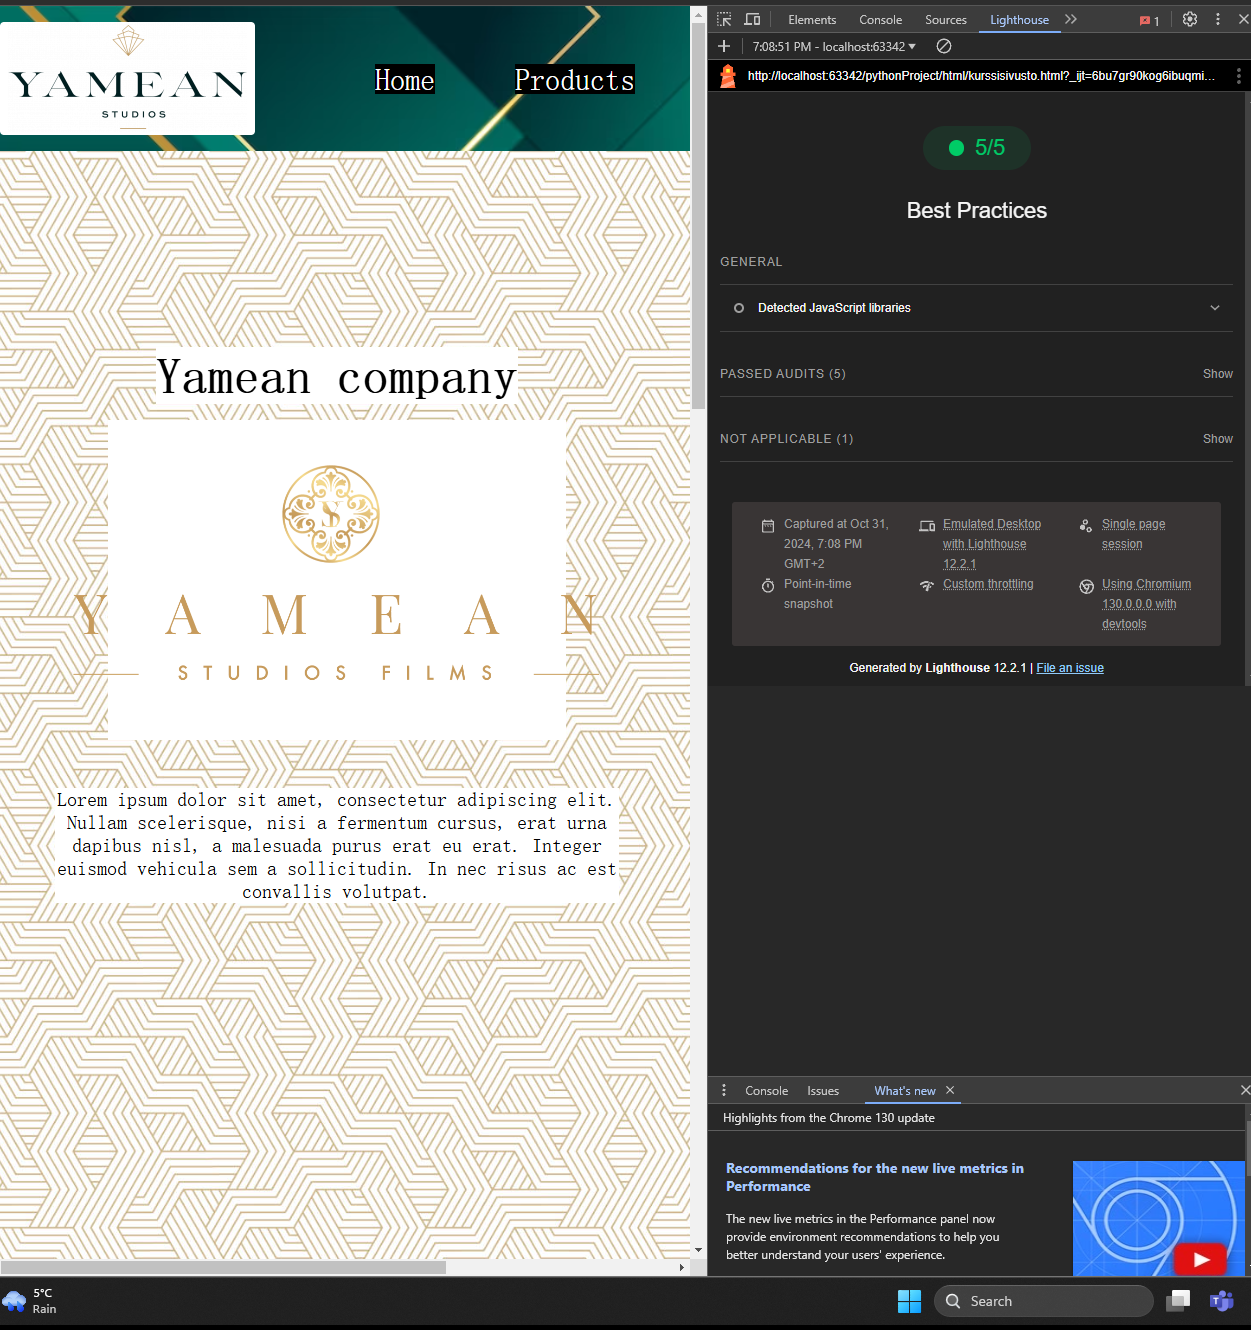 YAMEAN
STUDIOS
Home
Products
Yamean company
S
YAMEAN
STUDIOS FILMS
Lorem ipsum dolor sit amet, consectetur adipiscing elit.
Nullam scelerisque, nisi a fermentum cursus, erat urna
dapibus nisl, a malesuada purus erat eu erat. Integer
euismod vehicula sem a sollicitudin. In nec risus ac est
convallis volutpat.
Elements
Console
Sources
Lighthouse
1
7:08:51 PM - localhost:63342
http://localhost:63342/pythonProject/html/kurssisivusto.html?_ijt=6bu7gr90kog6ibuqmi...
5/5
Best Practices
GENERAL
Detected JavaScript libraries
PASSED AUDITS (5)
Show
NOT APPLICABLE (1)
Show
Captured at Oct 31,
2024, 7:08 PM
GMT+2
Emulated Desktop
with Lighthouse
12.2.1
Single page
session
Point-in-time
snapshot
Custom throttling
Using Chromium
130.0.0.0 with
devtools
Generated by Lighthouse 12.2.1 | File an issue
Console
Issues
What's new
Highlights from the Chrome 130 update
Recommendations for the new live metrics in
Performance
The new live metrics in the Performance panel now
provide environment recommendations to help you
better understand your users' experience.
5°C
Rain
Search
T